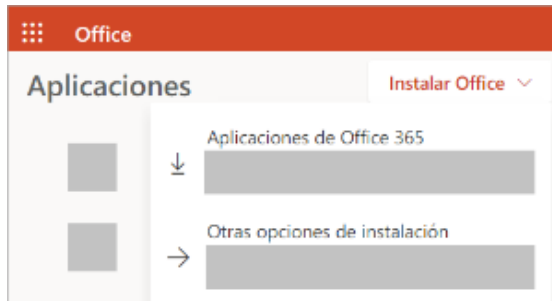 Office
Aplicaciones
Instalar Office
Aplicaciones de Office 365
Otras opciones de instalación